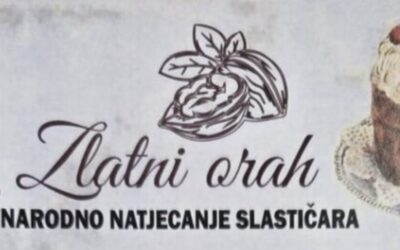 Zlatni orah
NARODNO NATJECANJE SLASTIČARA